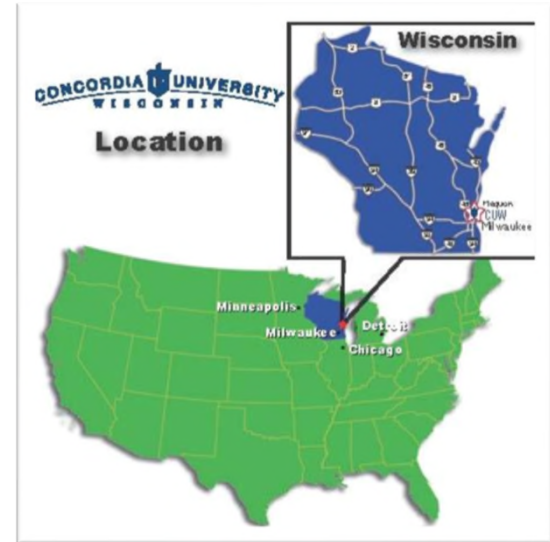 CONCORDIA UNIVERSITY
WISCONSIN
Location
Wisconsin
Mequon
CUW
Milwaukee
Minneapolis
Milwaukee
Detroit
Chicago